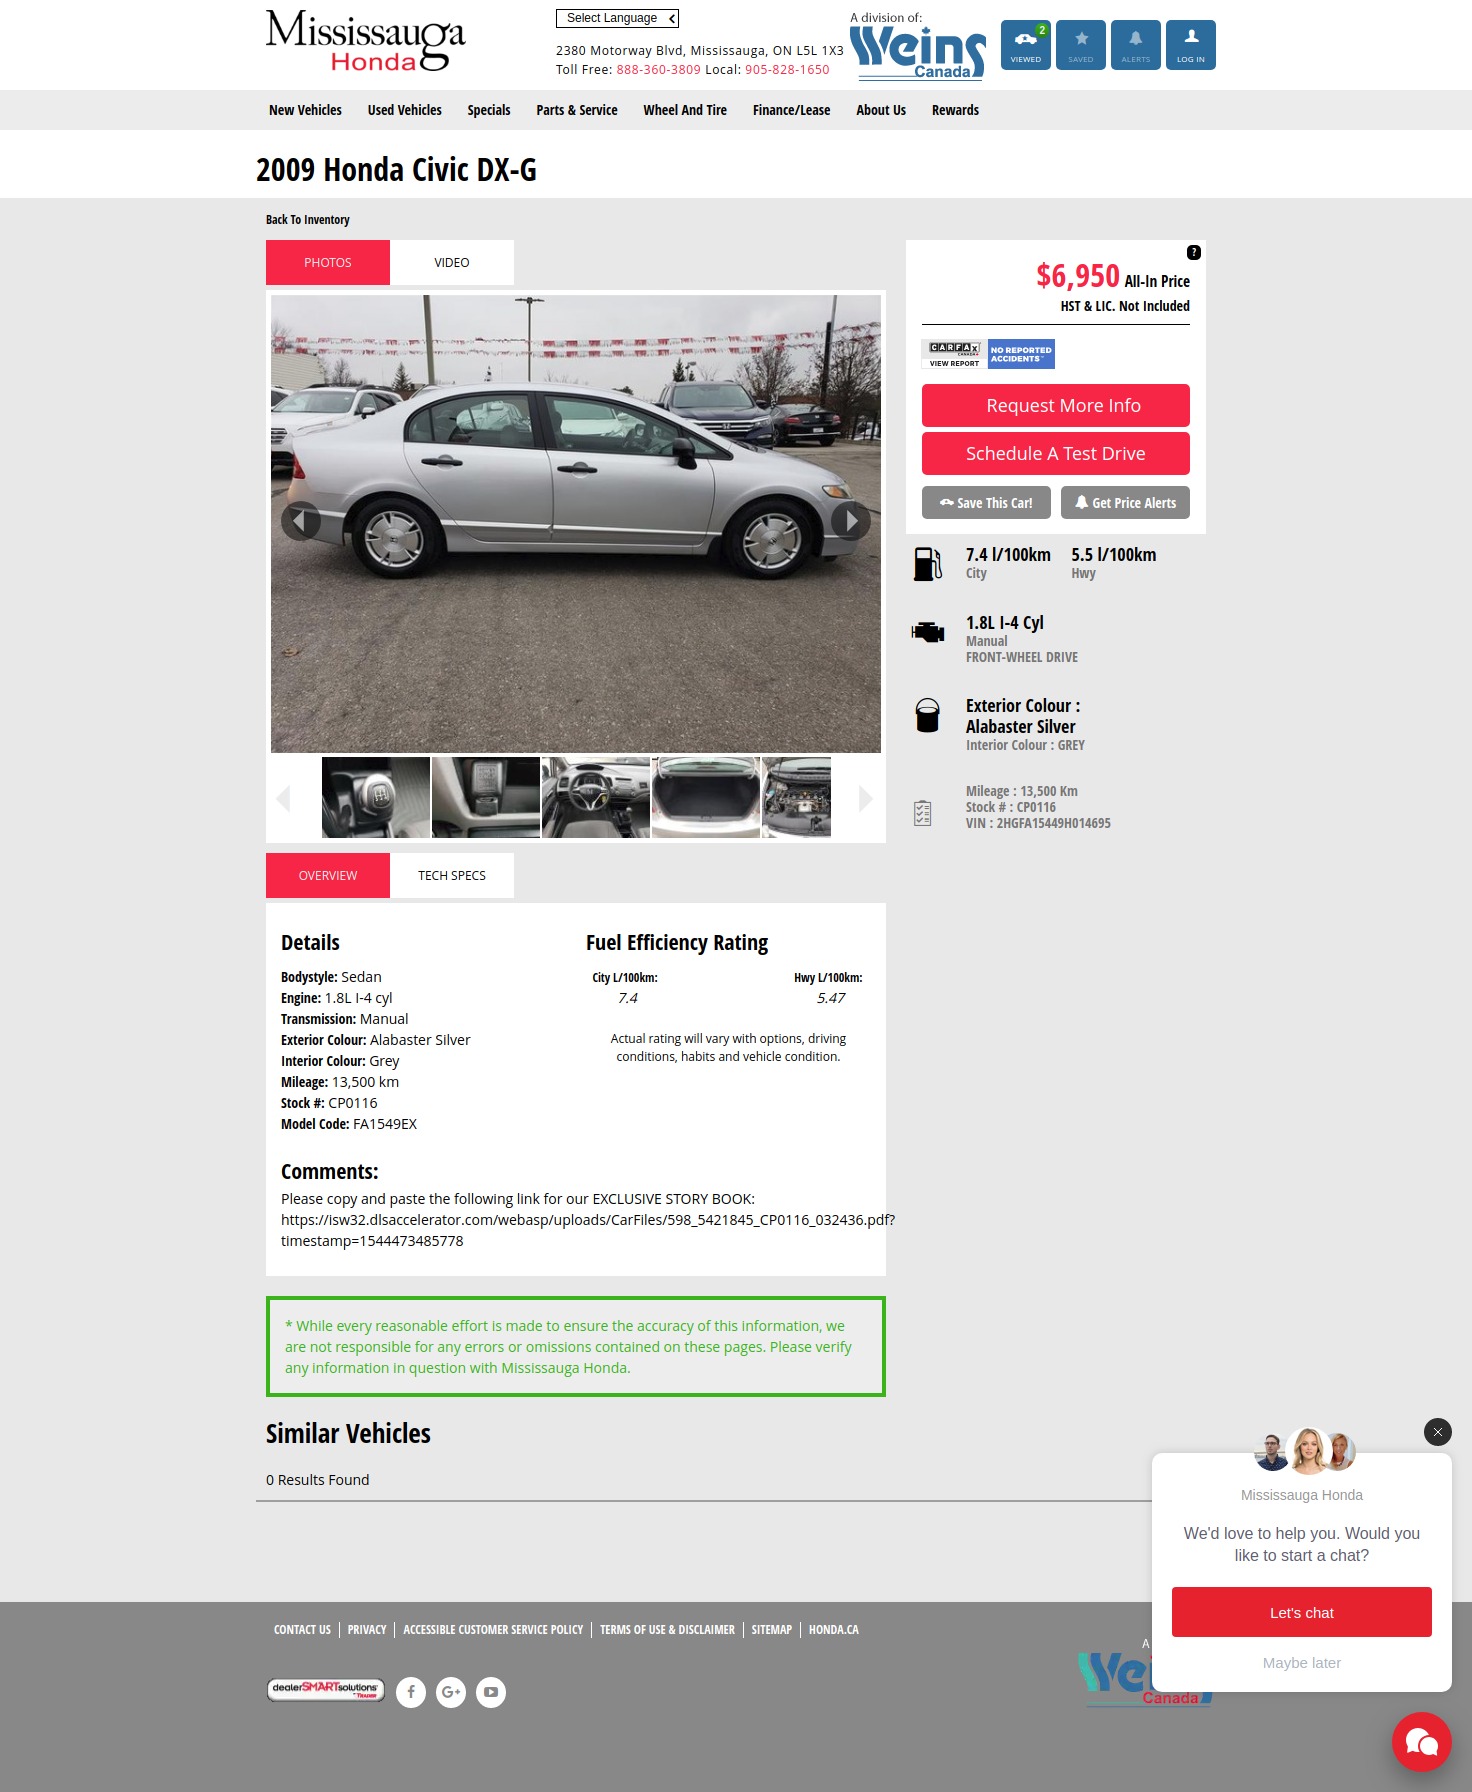 Mississauga
Honda
Select Language
2380 Motorway Blvd, Mississauga, ON L5L 1X3
Toll Free: 888-360-3809 Local: 905-828-1650
A division of:
Weins
Canada
2
VIEWED
SAVED
ALERTS
LOG IN
New Vehicles
Used Vehicles
Specials
Parts & Service
Wheel And Tire
Finance/Lease
About Us
Rewards
2009 Honda Civic DX-G
Back To Inventory
PHOTOS
VIDEO
?
$6,950 All-In Price
HST & LIC. Not Included
CARFAX
CANADA
VIEW REPORT
NO REPORTED
ACCIDENTS
Request More Info
Schedule A Test Drive
Save This Car!
Get Price Alerts
7.4 l/100km
City
5.5 l/100km
Hwy
1.8L I-4 Cyl
Manual
FRONT-WHEEL DRIVE
Exterior Colour :
Alabaster Silver
Interior Colour : GREY
Mileage : 13,500 Km
Stock # : CP0116
VIN : 2HGFA15449H014695
OVERVIEW
TECH SPECS
Details
Bodystyle: Sedan
Engine: 1.8L I-4 cyl
Transmission: Manual
Exterior Colour: Alabaster Silver
Interior Colour: Grey
Mileage: 13,500 km
Stock #: CP0116
Model Code: FA1549EX
Fuel Efficiency Rating
City L/100km:
7.4
Hwy L/100km:
5.47
Actual rating will vary with options, driving
conditions, habits and vehicle condition.
Comments:
Please copy and paste the following link for our EXCLUSIVE STORY BOOK:
https://isw32.dlsaccelerator.com/webasp/uploads/CarFiles/598_5421845_CP0116_032436.pdf?
timestamp=1544473485778
* While every reasonable effort is made to ensure the accuracy of this information, we
are not responsible for any errors or omissions contained on these pages. Please verify
any information in question with Mississauga Honda.
Similar Vehicles
0 Results Found
Mississauga Honda
We'd love to help you. Would you
like to start a chat?
Let's chat
Maybe later
CONTACT US
PRIVACY
ACCESSIBLE CUSTOMER SERVICE POLICY
TERMS OF USE & DISCLAIMER
SITEMAP
HONDA.CA
dealerSMARTsolutions
by TRADER
f
G+
A
Wei
Canada